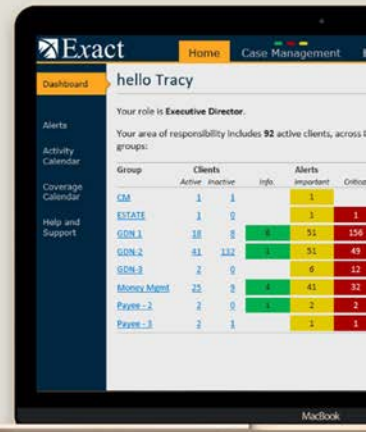 Exact
Home Case Management
Dashboard
hello Tracy
Your role is Executive Director.
Alerts
Your area of responsibility includes 92 active clients, across
groups:
Activity
Calendar
Coverage
Calendar
Help and
Support
Group Clients Alerts
Active Inactive Info. Important Critical
CM 1 1 1
ESTATE 1 0 1 1
GDN 1 18 8 51 156
GDN-2 41 132 1 51 49
GDN-3 2 0 6 12
Money Mgmt 25 9 41 32
Payee - 2 2 0 1 2 2
Payee - 3 2 1 1 1
MacBook